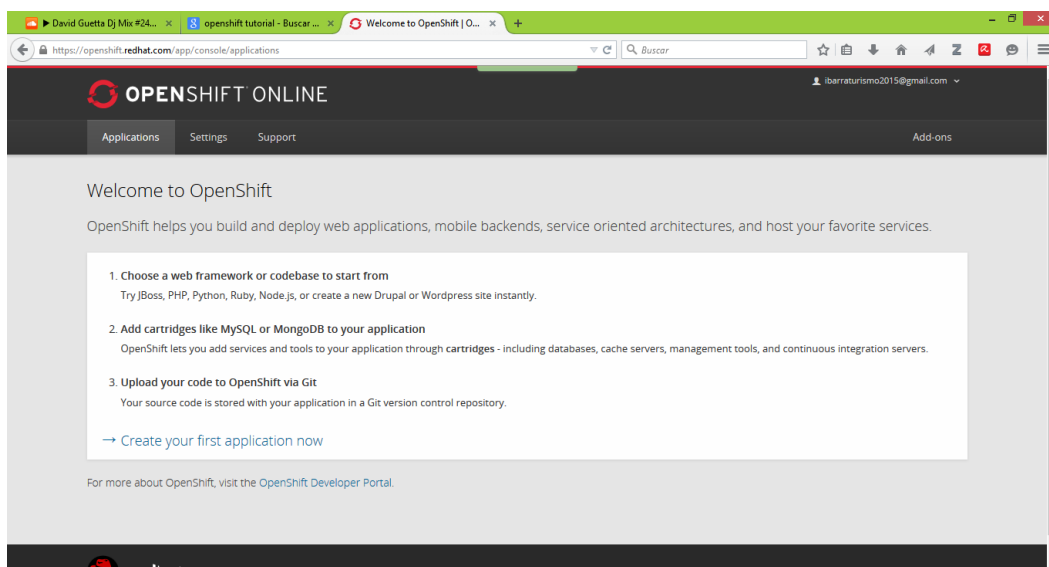 ▶ David Guetta Dj Mix #24... × openshift tutorial - Buscar ... × Welcome to OpenShift | O... × +
https://openshift.redhat.com/app/console/applications Buscar
OPENSHIFT ONLINE ibarraturismo2015@gmail.com
Applications Settings Support Add-ons
Welcome to OpenShift
OpenShift helps you build and deploy web applications, mobile backends, service oriented architectures, and host your favorite services.
1. Choose a web framework or codebase to start from
Try JBoss, PHP, Python, Ruby, Node.js, or create a new Drupal or Wordpress site instantly.
2. Add cartridges like MySQL or MongoDB to your application
OpenShift lets you add services and tools to your application through cartridges - including databases, cache servers, management tools, and continuous integration servers.
3. Upload your code to OpenShift via Git
Your source code is stored with your application in a Git version control repository.
→ Create your first application now
For more about OpenShift, visit the OpenShift Developer Portal.